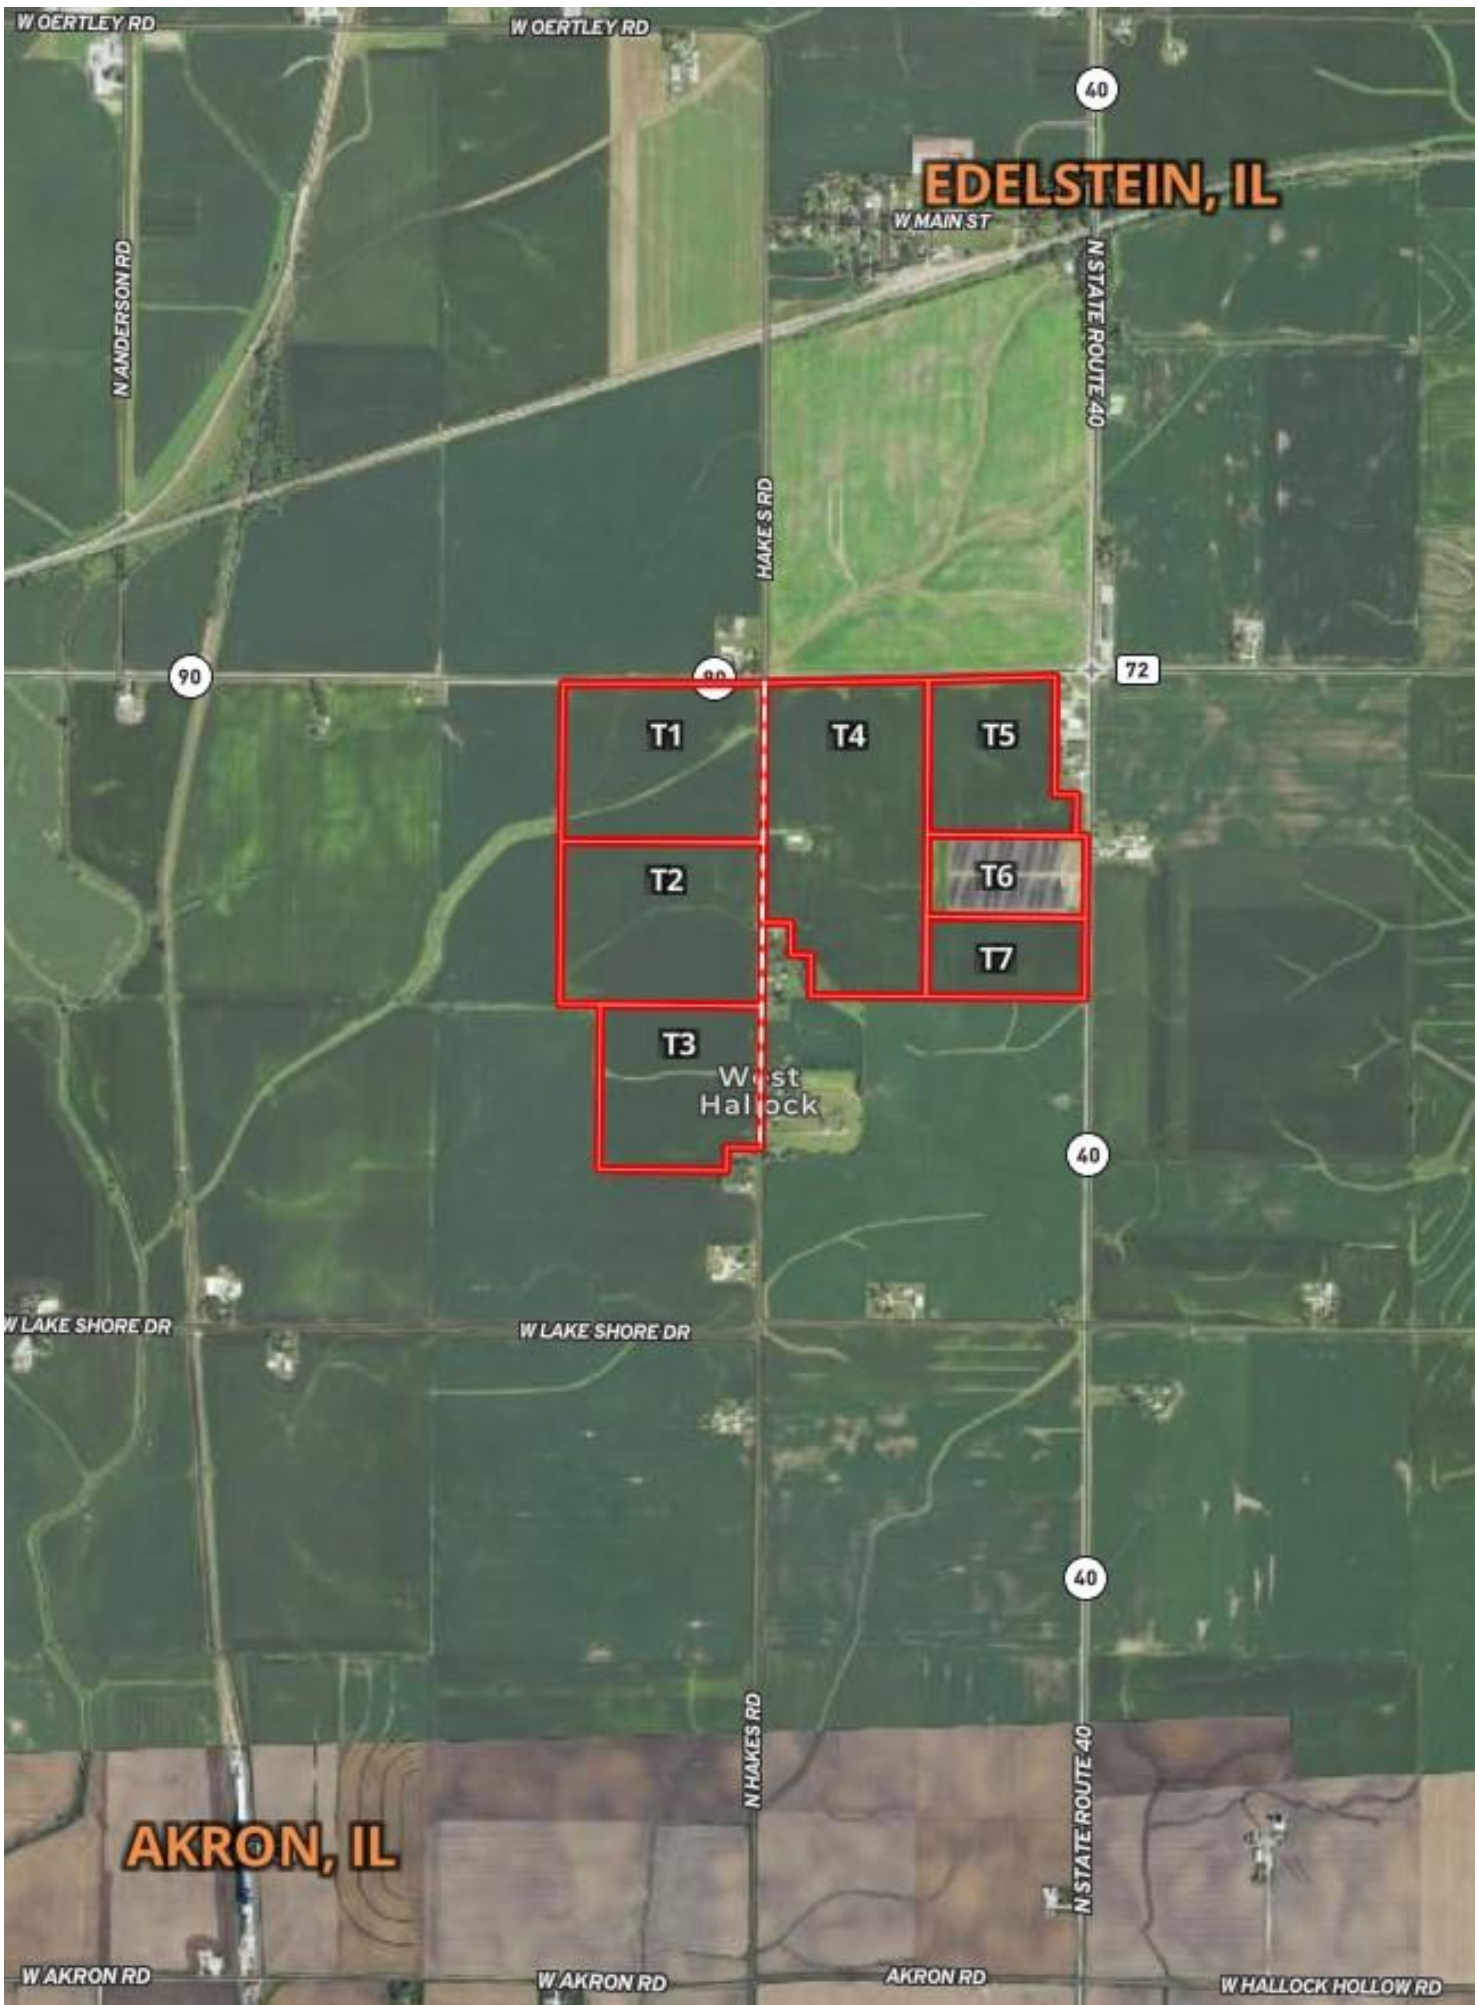 W OERTLEY RD
W OERTLEY RD
40
EDELSTEIN, IL
W MAIN ST
N ANDERSON RD
N STATE ROUTE 40
HAKES RD
90
90
72
T1
T4
T5
T2
T6
T7
T3
West
Hallock
40
W LAKE SHORE DR
W LAKE SHORE DR
40
N HAKES RD
N STATE ROUTE 40
AKRON, IL
W AKRON RD
W AKRON RD
AKRON RD
W HALLOCK HOLLOW RD